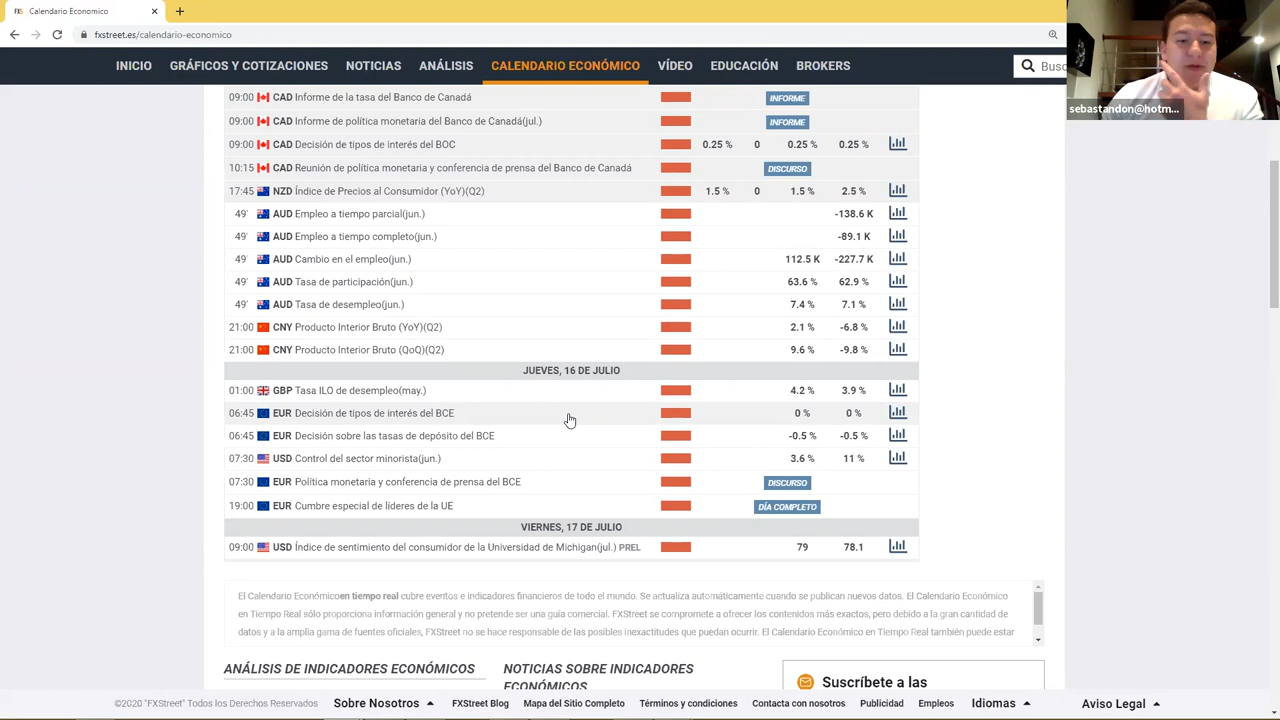 FXS Calendario Economico
fxstreet.es/calendario-economico
INICIO GRÁFICOS Y COTIZACIONES NOTICIAS ANÁLISIS CALENDARIO ECONÓMICO VÍDEO EDUCACIÓN BROKERS Busc
sebastandon@hotm...
09:00 CAD Informe de la tasa del Banco de Canadá INFORME
09:00 CAD Informe de política monetaria del Banco de Canadá(jul.) INFORME
09:00 CAD Decisión de tipos de interés del BOC 0.25 % 0 0.25 % 0.25 %
10:15 CAD Reunión de política monetaria y conferencia de prensa del Banco de Canadá DISCURSO
17:45 NZD Índice de Precios al Consumidor (YoY)(Q2) 1.5 % 0 1.5 % 2.5 %
49' AUD Empleo a tiempo parcial(jun.) -138.6 K
49' AUD Empleo a tiempo completo(jun.) -89.1 K
49' AUD Cambio en el empleo(jun.) 112.5 K -227.7 K
49' AUD Tasa de participación(jun.) 63.6 % 62.9 %
49' AUD Tasa de desempleo(jun.) 7.4 % 7.1 %
21:00 CNY Producto Interior Bruto (YoY)(Q2) 2.1 % -6.8 %
21:00 CNY Producto Interior Bruto (QoQ)(Q2) 9.6 % -9.8 %
JUEVES, 16 DE JULIO
01:00 GBP Tasa ILO de desempleo(may.) 4.2 % 3.9 %
06:45 EUR Decisión de tipos de interés del BCE 0 % 0 %
06:45 EUR Decisión sobre las tasas de depósito del BCE -0.5 % -0.5 %
07:30 USD Control del sector minorista(jun.) 3.6 % 11 %
07:30 EUR Política monetaria y conferencia de prensa del BCE DISCURSO
19:00 EUR Cumbre especial de líderes de la UE DÍA COMPLETO
VIERNES, 17 DE JULIO
09:00 USD Índice de sentimiento del consumidor de la Universidad de Michigan(jul.) PREL 79 78.1
El Calendario Económico en tiempo real cubre eventos e indicadores financieros de todo el mundo. Se actualiza automáticamente cuando se publican nuevos datos. El Calendario Económico
en Tiempo Real sólo proporciona información general y no pretende ser una guía comercial. FXStreet se compromete a ofrecer los contenidos más exactos, pero debido a la gran cantidad de
datos y a la amplia gama de fuentes oficiales, FXStreet no se hace responsable de las posibles inexactitudes que puedan ocurrir. El Calendario Económico en Tiempo Real también puede estar
ANÁLISIS DE INDICADORES ECONÓMICOS
NOTICIAS SOBRE INDICADORES
ECONÓMICOS
Suscríbete a las
©2020 "FXStreet" Todos los Derechos Reservados Sobre Nosotros FXStreet Blog Mapa del Sitio Completo Términos y condiciones Contacta con nosotros Publicidad Empleos Idiomas Aviso Legal